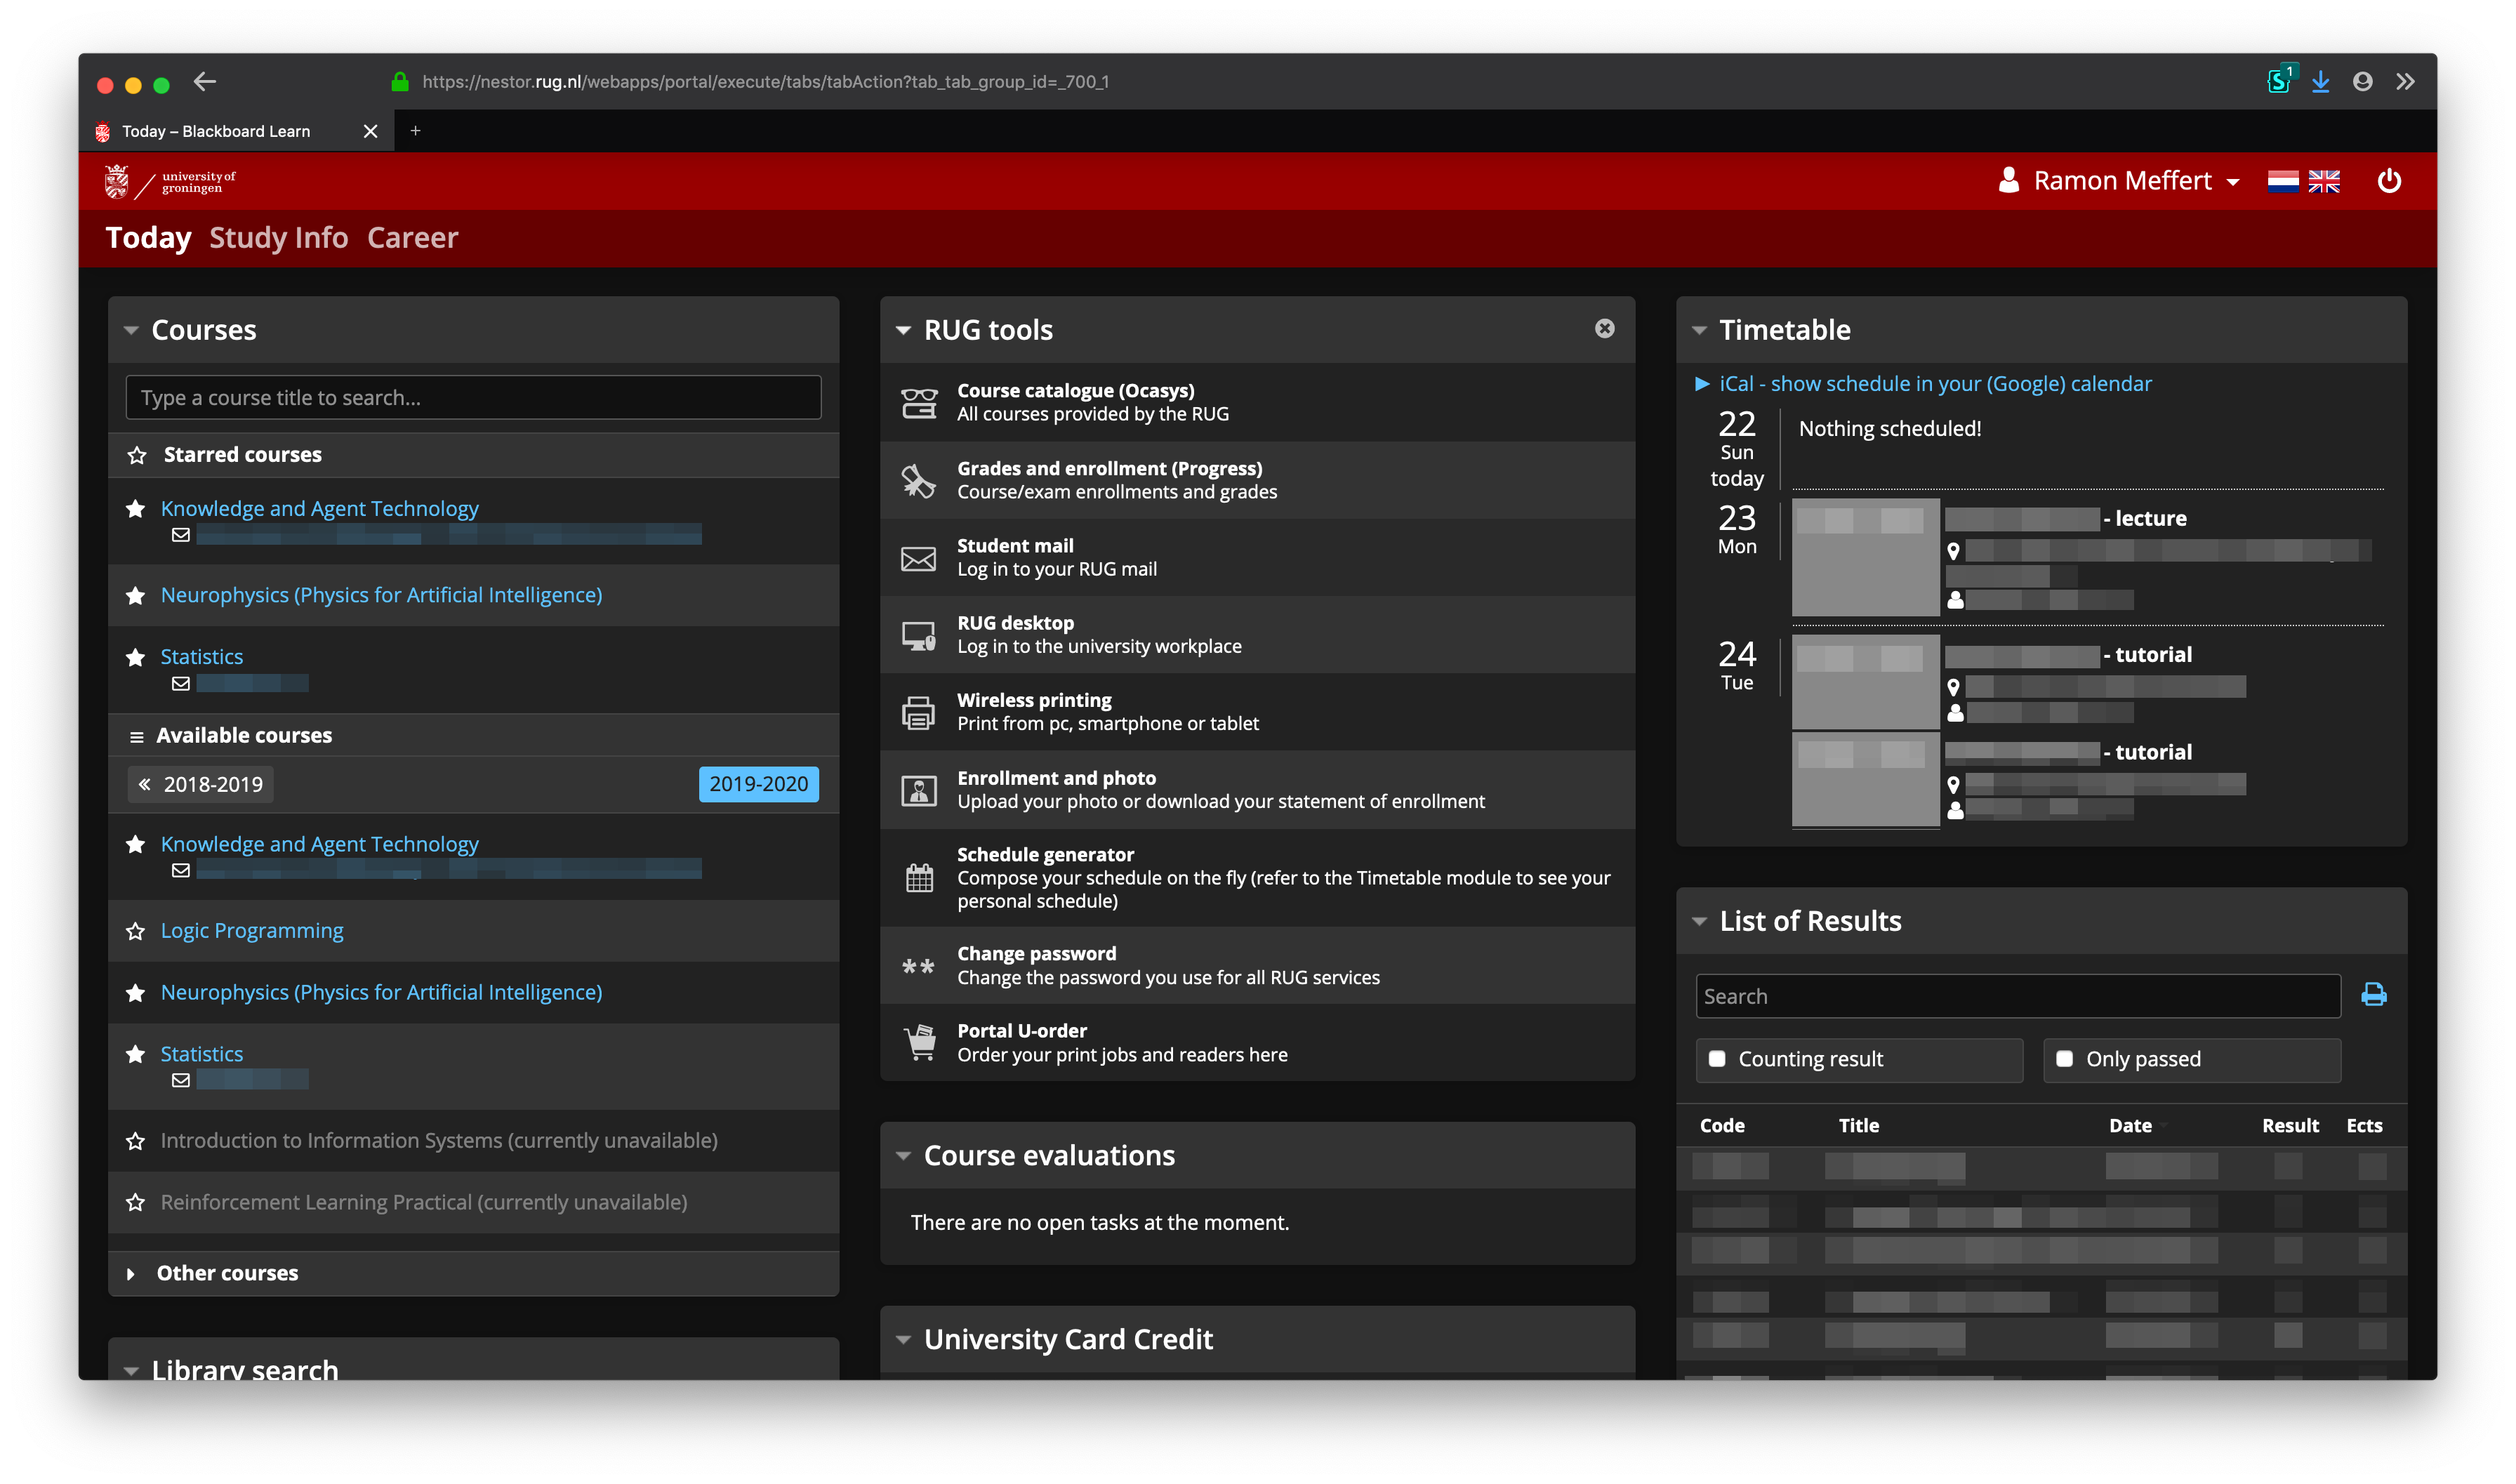 https://nestor.rug.nl/webapps/portal/execute/tabs/tabAction?tab_tab_group_id=_700_1
1
Today – Blackboard Learn
university of
groningen
Ramon Meffert
Today Study Info Career
Courses
Type a course title to search...
Starred courses
Knowledge and Agent Technology
Neurophysics (Physics for Artificial Intelligence)
Statistics
Available courses
« 2018-2019
2019-2020
Knowledge and Agent Technology
Logic Programming
Neurophysics (Physics for Artificial Intelligence)
Statistics
Introduction to Information Systems (currently unavailable)
Reinforcement Learning Practical (currently unavailable)
Other courses
Library search
RUG tools
Course catalogue (Ocasys)
All courses provided by the RUG
Grades and enrollment (Progress)
Course/exam enrollments and grades
Student mail
Log in to your RUG mail
RUG desktop
Log in to the university workplace
Wireless printing
Print from pc, smartphone or tablet
Enrollment and photo
Upload your photo or download your statement of enrollment
Schedule generator
Compose your schedule on the fly (refer to the Timetable module to see your
personal schedule)
** Change password
Change the password you use for all RUG services
Portal U-order
Order your print jobs and readers here
Course evaluations
There are no open tasks at the moment.
University Card Credit
Timetable
iCal - show schedule in your (Google) calendar
22
Sun
today
Nothing scheduled!
23
Mon
- lecture
24
Tue
- tutorial
- tutorial
List of Results
Search
Counting result
Only passed
Code Title Date Result Ects